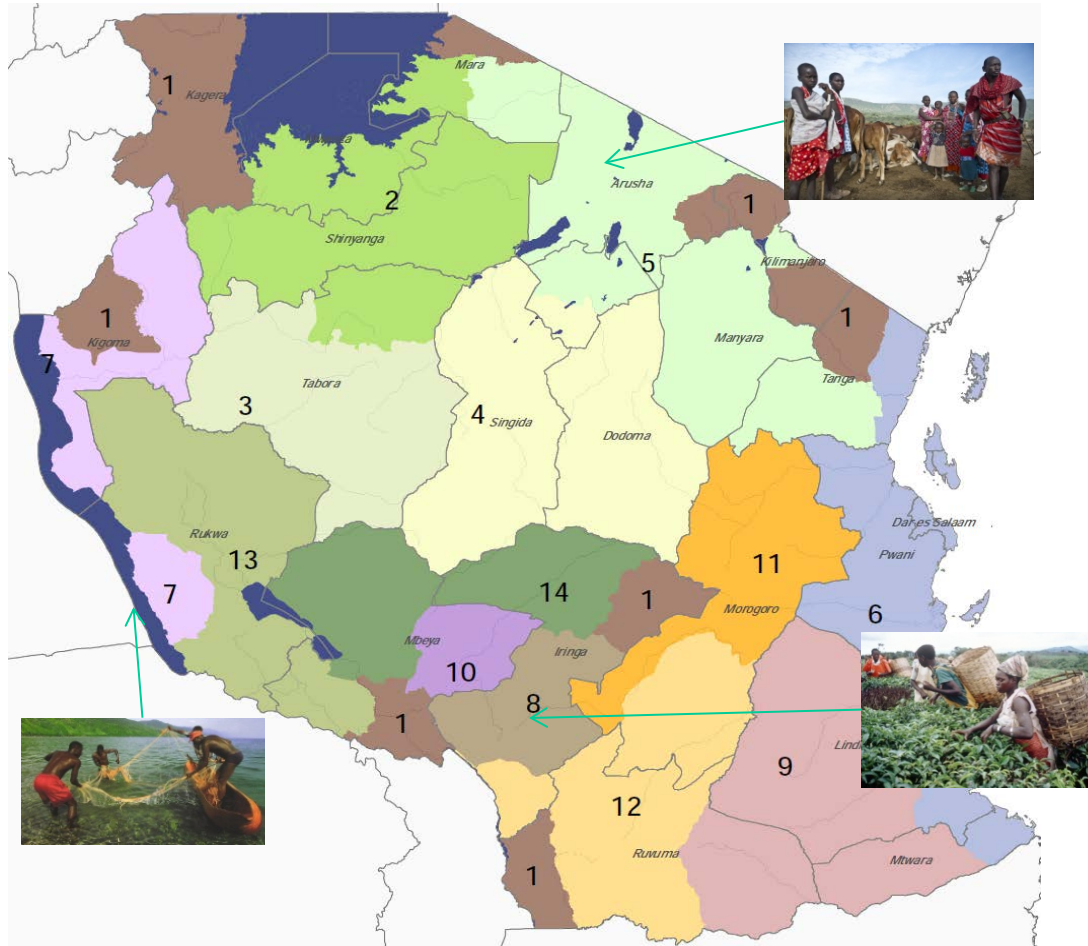 Mara
1
Kagera
2
Arusha
1
Shinyanga
5
Kilimanjaro
1
Kigoma
1
7
Manyara
Tabora
Tanga
3
4
Singida
Dodoma
Dar-es Salaam
Rukwa
13
11
Pwani
14
7
1
Morogoro
6
Mbeya
Iringa
10
8
1
9
12
Ruvuma
Mtwara
1